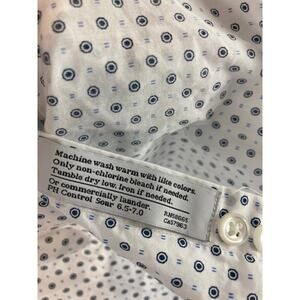 Machine wash warm with like colors.
Only non-chlorine bleach if needed.
Tumble dry low. Iron if needed.
Or commercially launder.
PH Control Sour 6.5-7.0
RN58665
CA57963